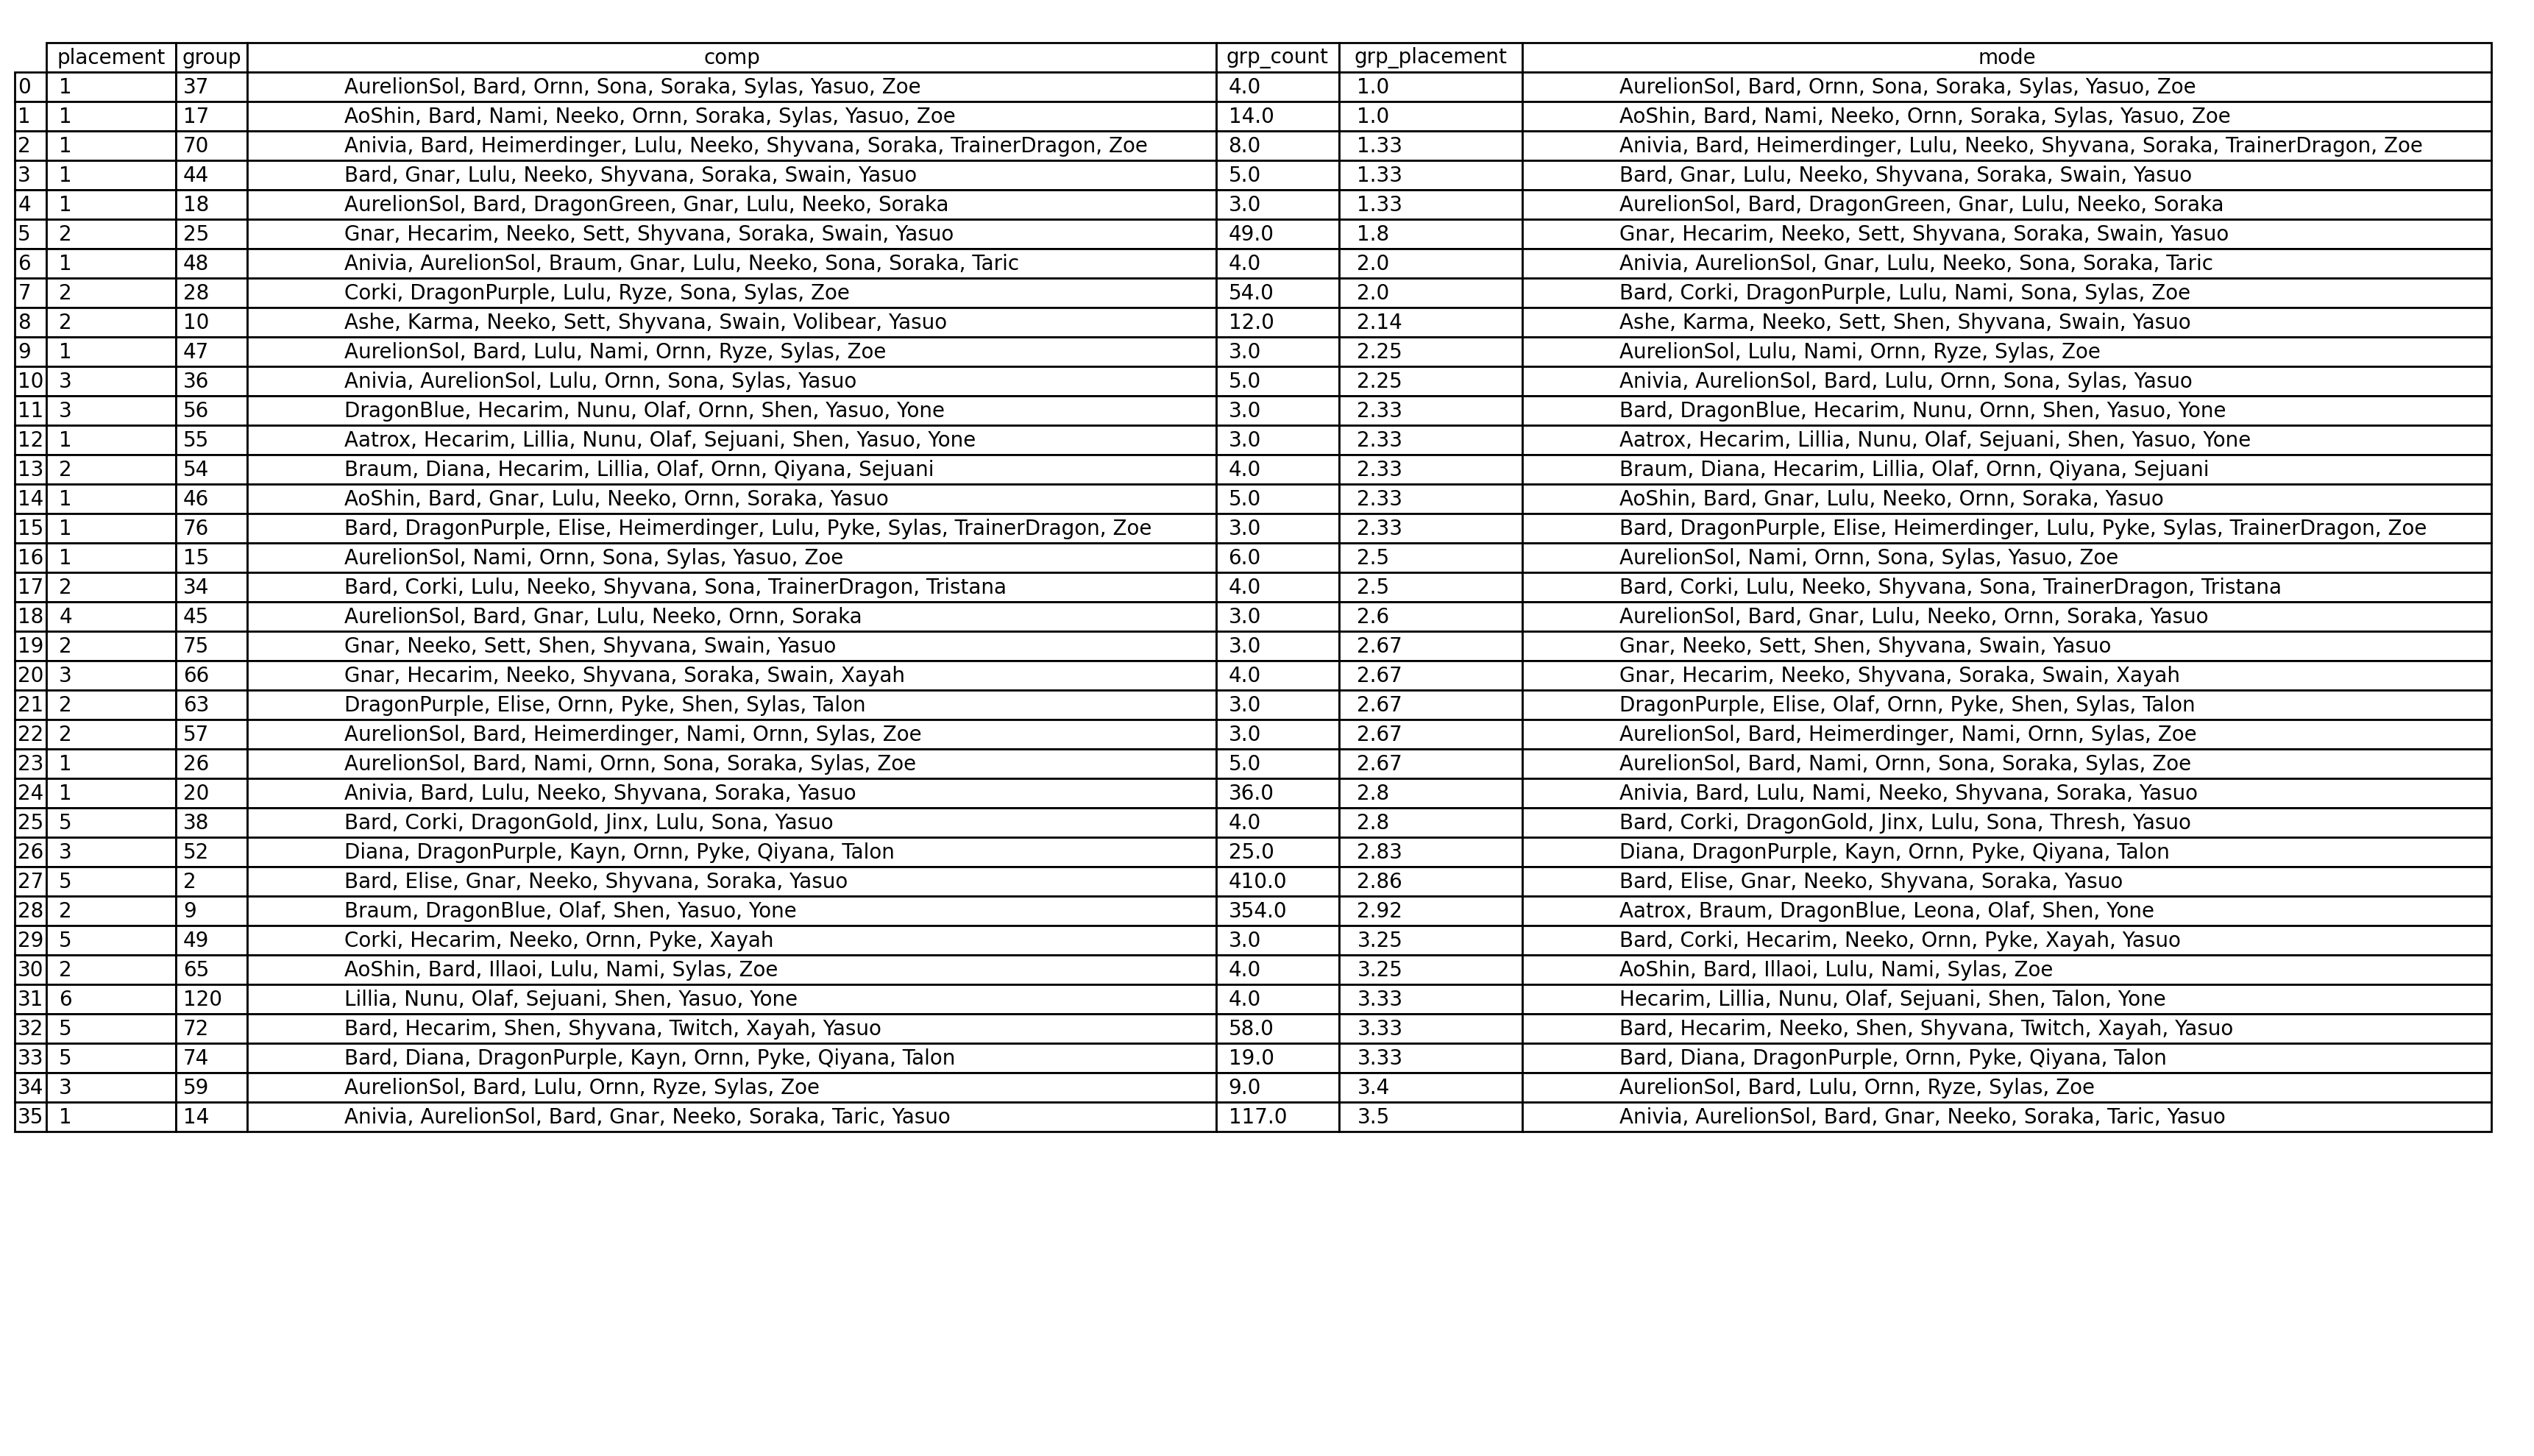 placement group comp grp_count grp_placement mode
0 1 37 AurelionSol, Bard, Ornn, Sona, Soraka, Sylas, Yasuo, Zoe 4.0 1.0 AurelionSol, Bard, Ornn, Sona, Soraka, Sylas, Yasuo, Zoe
1 1 17 AoShin, Bard, Nami, Neeko, Ornn, Soraka, Sylas, Yasuo, Zoe 14.0 1.0 AoShin, Bard, Nami, Neeko, Ornn, Soraka, Sylas, Yasuo, Zoe
2 1 70 Anivia, Bard, Heimerdinger, Lulu, Neeko, Shyvana, Soraka, TrainerDragon, Zoe 8.0 1.33 Anivia, Bard, Heimerdinger, Lulu, Neeko, Shyvana, Soraka, TrainerDragon, Zoe
3 1 44 Bard, Gnar, Lulu, Neeko, Shyvana, Soraka, Swain, Yasuo 5.0 1.33 Bard, Gnar, Lulu, Neeko, Shyvana, Soraka, Swain, Yasuo
4 1 18 AurelionSol, Bard, DragonGreen, Gnar, Lulu, Neeko, Soraka 3.0 1.33 AurelionSol, Bard, DragonGreen, Gnar, Lulu, Neeko, Soraka
5 2 25 Gnar, Hecarim, Neeko, Sett, Shyvana, Soraka, Swain, Yasuo 49.0 1.8 Gnar, Hecarim, Neeko, Sett, Shyvana, Soraka, Swain, Yasuo
6 1 48 Anivia, AurelionSol, Braum, Gnar, Lulu, Neeko, Sona, Soraka, Taric 4.0 2.0 Anivia, AurelionSol, Gnar, Lulu, Neeko, Sona, Soraka, Taric
7 2 28 Corki, DragonPurple, Lulu, Ryze, Sona, Sylas, Zoe 54.0 2.0 Bard, Corki, DragonPurple, Lulu, Nami, Sona, Sylas, Zoe
8 2 10 Ashe, Karma, Neeko, Sett, Shyvana, Swain, Volibear, Yasuo 12.0 2.14 Ashe, Karma, Neeko, Sett, Shen, Shyvana, Swain, Yasuo
9 1 47 AurelionSol, Bard, Lulu, Nami, Ornn, Ryze, Sylas, Zoe 3.0 2.25 AurelionSol, Lulu, Nami, Ornn, Ryze, Sylas, Zoe
10 3 36 Anivia, AurelionSol, Lulu, Ornn, Sona, Sylas, Yasuo 5.0 2.25 Anivia, AurelionSol, Bard, Lulu, Ornn, Sona, Sylas, Yasuo
11 3 56 DragonBlue, Hecarim, Nunu, Olaf, Ornn, Shen, Yasuo, Yone 3.0 2.33 Bard, DragonBlue, Hecarim, Nunu, Ornn, Shen, Yasuo, Yone
12 1 55 Aatrox, Hecarim, Lillia, Nunu, Olaf, Sejuani, Shen, Yasuo, Yone 3.0 2.33 Aatrox, Hecarim, Lillia, Nunu, Olaf, Sejuani, Shen, Yasuo, Yone
13 2 54 Braum, Diana, Hecarim, Lillia, Olaf, Ornn, Qiyana, Sejuani 4.0 2.33 Braum, Diana, Hecarim, Lillia, Olaf, Ornn, Qiyana, Sejuani
14 1 46 AoShin, Bard, Gnar, Lulu, Neeko, Ornn, Soraka, Yasuo 5.0 2.33 AoShin, Bard, Gnar, Lulu, Neeko, Ornn, Soraka, Yasuo
15 1 76 Bard, DragonPurple, Elise, Heimerdinger, Lulu, Pyke, Sylas, TrainerDragon, Zoe 3.0 2.33 Bard, DragonPurple, Elise, Heimerdinger, Lulu, Pyke, Sylas, TrainerDragon, Zoe
16 1 15 AurelionSol, Nami, Ornn, Sona, Sylas, Yasuo, Zoe 6.0 2.5 AurelionSol, Nami, Ornn, Sona, Sylas, Yasuo, Zoe
17 2 34 Bard, Corki, Lulu, Neeko, Shyvana, Sona, TrainerDragon, Tristana 4.0 2.5 Bard, Corki, Lulu, Neeko, Shyvana, Sona, TrainerDragon, Tristana
18 4 45 AurelionSol, Bard, Gnar, Lulu, Neeko, Ornn, Soraka 3.0 2.6 AurelionSol, Bard, Gnar, Lulu, Neeko, Ornn, Soraka, Yasuo
19 2 75 Gnar, Neeko, Sett, Shen, Shyvana, Swain, Yasuo 3.0 2.67 Gnar, Neeko, Sett, Shen, Shyvana, Swain, Yasuo
20 3 66 Gnar, Hecarim, Neeko, Shyvana, Soraka, Swain, Xayah 4.0 2.67 Gnar, Hecarim, Neeko, Shyvana, Soraka, Swain, Xayah
21 2 63 DragonPurple, Elise, Ornn, Pyke, Shen, Sylas, Talon 3.0 2.67 DragonPurple, Elise, Olaf, Ornn, Pyke, Shen, Sylas, Talon
22 2 57 AurelionSol, Bard, Heimerdinger, Nami, Ornn, Sylas, Zoe 3.0 2.67 AurelionSol, Bard, Heimerdinger, Nami, Ornn, Sylas, Zoe
23 1 26 AurelionSol, Bard, Nami, Ornn, Sona, Soraka, Sylas, Zoe 5.0 2.67 AurelionSol, Bard, Nami, Ornn, Sona, Soraka, Sylas, Zoe
24 1 20 Anivia, Bard, Lulu, Neeko, Shyvana, Soraka, Yasuo 36.0 2.8 Anivia, Bard, Lulu, Nami, Neeko, Shyvana, Soraka, Yasuo
25 5 38 Bard, Corki, DragonGold, Jinx, Lulu, Sona, Yasuo 4.0 2.8 Bard, Corki, DragonGold, Jinx, Lulu, Sona, Thresh, Yasuo
26 3 52 Diana, DragonPurple, Kayn, Ornn, Pyke, Qiyana, Talon 25.0 2.83 Diana, DragonPurple, Kayn, Ornn, Pyke, Qiyana, Talon
27 5 2 Bard, Elise, Gnar, Neeko, Shyvana, Soraka, Yasuo 410.0 2.86 Bard, Elise, Gnar, Neeko, Shyvana, Soraka, Yasuo
28 2 9 Braum, DragonBlue, Olaf, Shen, Yasuo, Yone 354.0 2.92 Aatrox, Braum, DragonBlue, Leona, Olaf, Shen, Yone
29 5 49 Corki, Hecarim, Neeko, Ornn, Pyke, Xayah 3.0 3.25 Bard, Corki, Hecarim, Neeko, Ornn, Pyke, Xayah, Yasuo
30 2 65 AoShin, Bard, Illaoi, Lulu, Nami, Sylas, Zoe 4.0 3.25 AoShin, Bard, Illaoi, Lulu, Nami, Sylas, Zoe
31 6 120 Lillia, Nunu, Olaf, Sejuani, Shen, Yasuo, Yone 4.0 3.33 Hecarim, Lillia, Nunu, Olaf, Sejuani, Shen, Talon, Yone
32 5 72 Bard, Hecarim, Shen, Shyvana, Twitch, Xayah, Yasuo 58.0 3.33 Bard, Hecarim, Neeko, Shen, Shyvana, Twitch, Xayah, Yasuo
33 5 74 Bard, Diana, DragonPurple, Kayn, Ornn, Pyke, Qiyana, Talon 19.0 3.33 Bard, Diana, DragonPurple, Ornn, Pyke, Qiyana, Talon
34 3 59 AurelionSol, Bard, Lulu, Ornn, Ryze, Sylas, Zoe 9.0 3.4 AurelionSol, Bard, Lulu, Ornn, Ryze, Sylas, Zoe
35 1 14 Anivia, AurelionSol, Bard, Gnar, Neeko, Soraka, Taric, Yasuo 117.0 3.5 Anivia, AurelionSol, Bard, Gnar, Neeko, Soraka, Taric, Yasuo